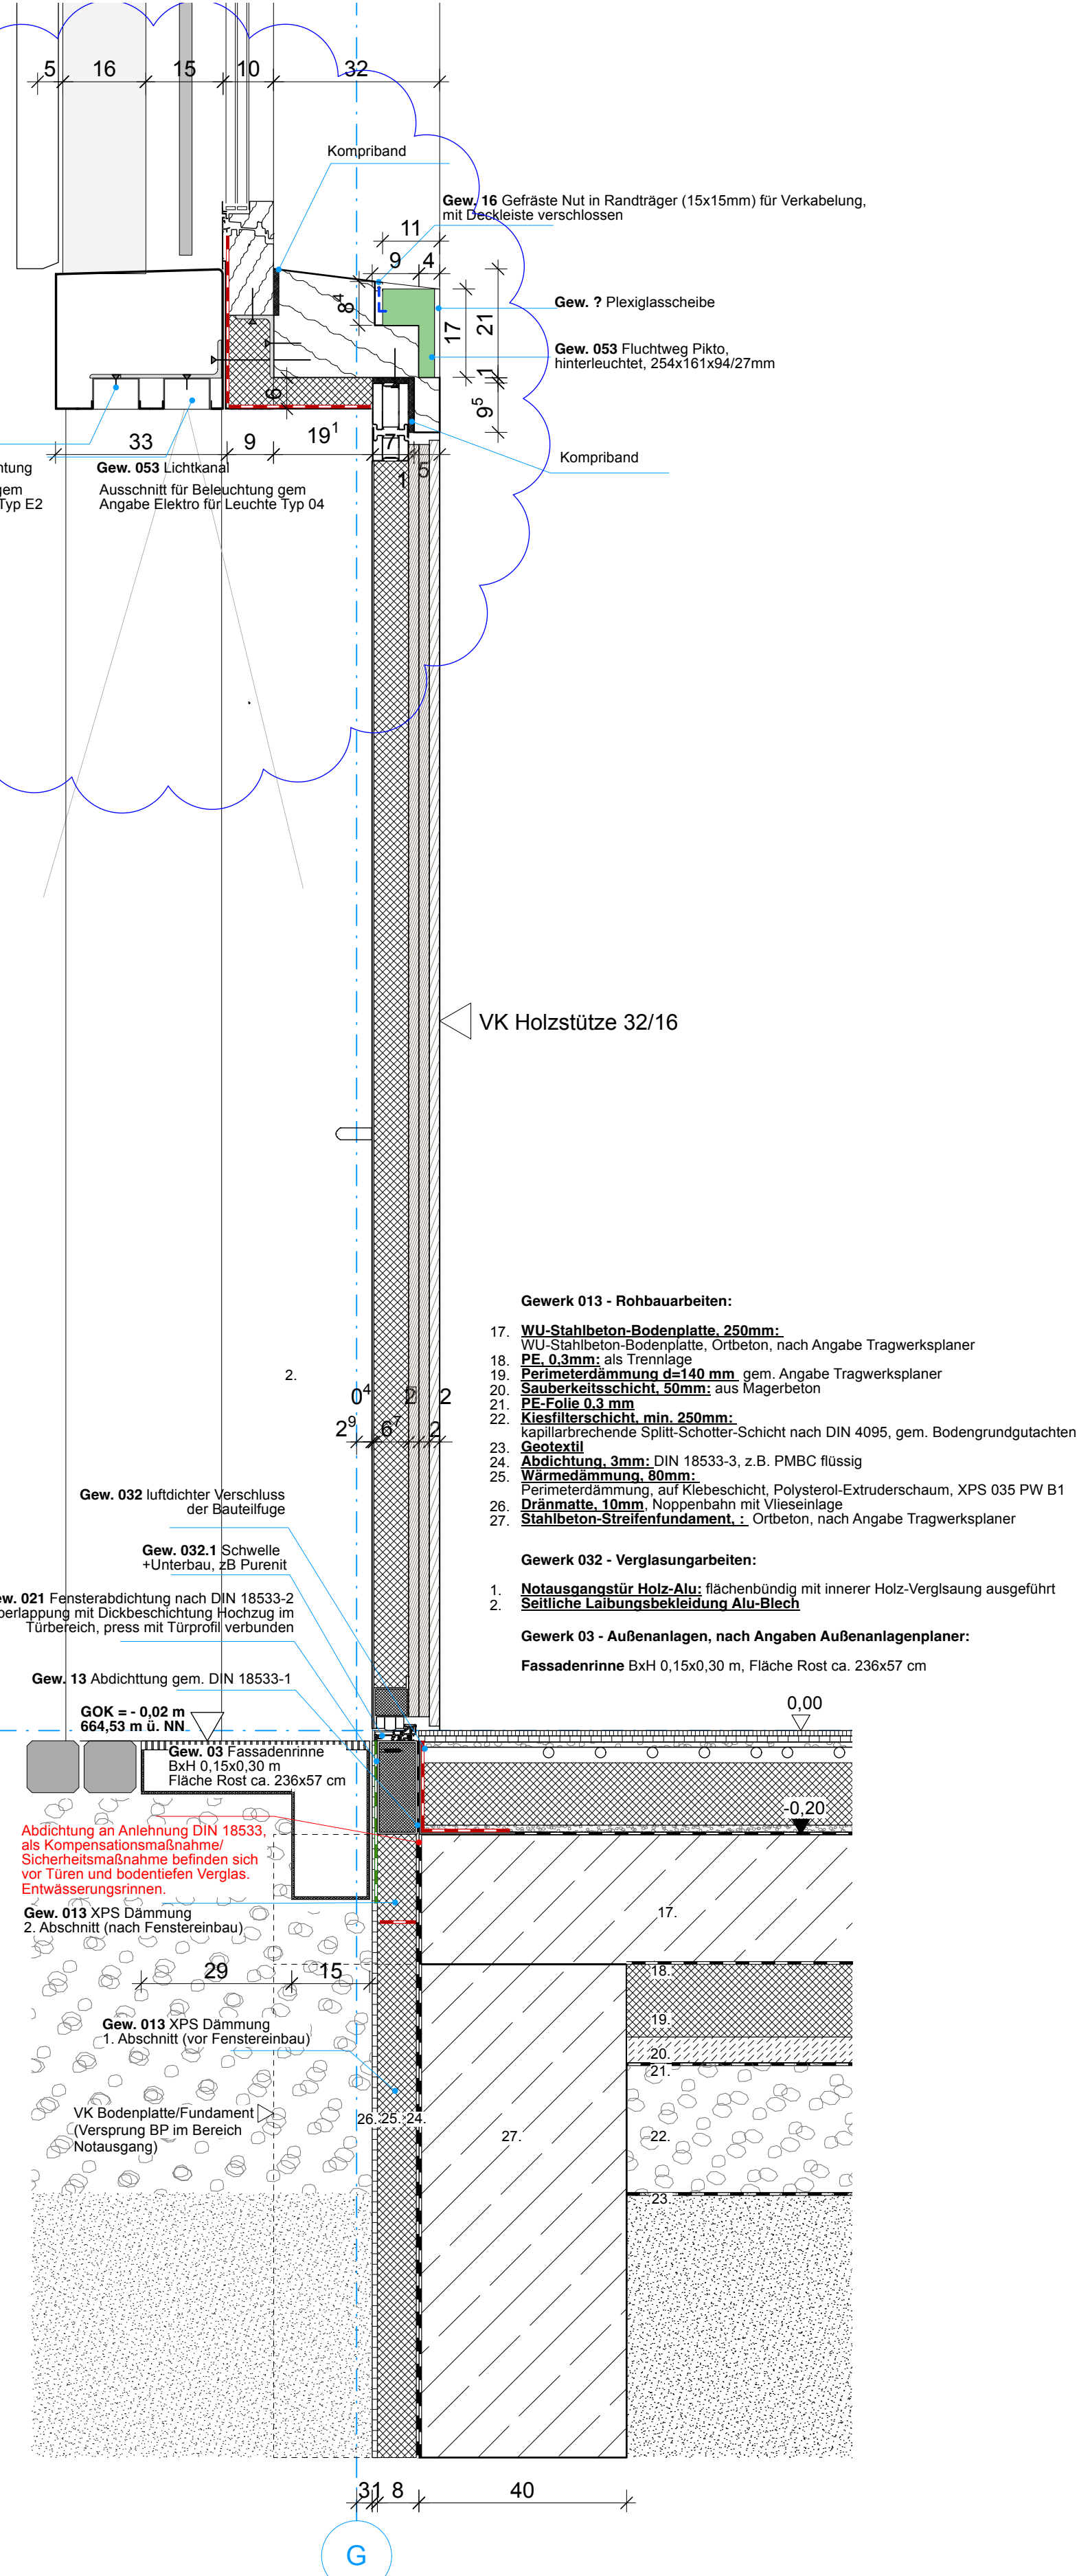 5 16 15 10 32
Kompriband
Gew. 16 Gefräste Nut in Randträger (15x15mm) für Verkabelung,
mit Deckleiste verschlossen
11
9 4
8⁴
17
21
1
9⁵
Gew. ? Plexiglasscheibe
Gew. 053 Fluchtweg Pikto,
hinterleuchtet, 254x161x94/27mm
6
33 9 19¹ 7
1 5
Kompriband
Gew. 053 Lichtkanal
Ausschnitt für Beleuchtung gem
Angabe Elektro für Leuchte Typ 04
htung
gem
Typ E2
VK Holzstütze 32/16
Gewerk 013 - Rohbauarbeiten:
17. WU-Stahlbeton-Bodenplatte, 250mm:
WU-Stahlbeton-Bodenplatte, Ortbeton, nach Angabe Tragwerksplaner
18. PE, 0,3mm: als Trennlage
19. Perimeterdämmung d=140 mm gem. Angabe Tragwerksplaner
20. Sauberkeitsschicht, 50mm: aus Magerbeton
21. PE-Folie 0,3 mm
22. Kiesfilterschicht, min. 250mm:
kapillarbrechende Splitt-Schotter-Schicht nach DIN 4095, gem. Bodengrundgutachten
23. Geotextil
24. Abdichtung, 3mm: DIN 18533-3, z.B. PMBC flüssig
25. Wärmedämmung, 80mm:
Perimeterdämmung, auf Klebeschicht, Polysterol-Extruderschaum, XPS 035 PW B1
26. Dränmatte, 10mm, Noppenbahn mit Vlieseinlage
27. Stahlbeton-Streifenfundament, : Ortbeton, nach Angabe Tragwerksplaner
Gewerk 032 - Verglasungarbeiten:
1. Notausgangstür Holz-Alu: flächenbündig mit innerer Holz-Verglsaung ausgeführt
2. Seitliche Laibungsbekleidung Alu-Blech
Gewerk 03 - Außenanlagen, nach Angaben Außenanlagenplaner:
Fassadenrinne BxH 0,15x0,30 m, Fläche Rost ca. 236x57 cm
2.
0⁴ 2 2
2⁹ 6⁷ 2
Gew. 032 luftdichter Verschluss
der Bauteilfuge
Gew. 032.1 Schwelle
+Unterbau, zB Purenit
ew. 021 Fensterabdichtung nach DIN 18533-2
berlappung mit Dickbeschichtung Hochzug im
Türbereich, press mit Türprofil verbunden
Gew. 13 Abdichttung gem. DIN 18533-1
GOK = - 0,02 m
664,53 m ü. NN
0,00
Gew. 03 Fassadenrinne
BxH 0,15x0,30 m
Fläche Rost ca. 236x57 cm
-0,20
Abdichtung an Anlehnung DIN 18533,
als Kompensationsmaßnahme/
Sicherheitsmaßnahme befinden sich
vor Türen und bodentiefen Verglas.
Entwässerungsrinnen.
Gew. 013 XPS Dämmung
2. Abschnitt (nach Fenstereinbau)
17.
29 15
18.
19.
20.
21.
Gew. 013 XPS Dämmung
1. Abschnitt (vor Fenstereinbau)
VK Bodenplatte/Fundament
(Versprung BP im Bereich
Notausgang)
26. 25. 24.
27.
22.
23.
3 1 8 40
G